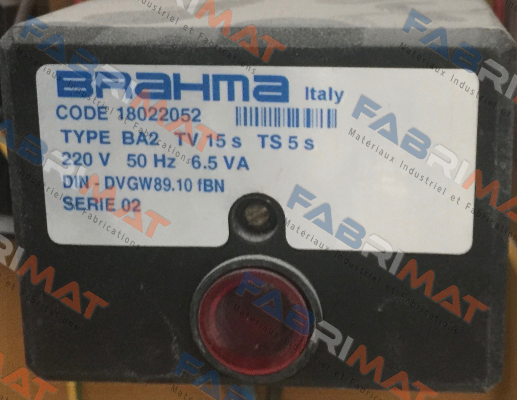 BRAHMA Italy
CODE 18022052
TYPE BA2 TV 15 s TS 5 s
220 V 50 Hz 6.5 VA
DIN - DVGW89.10 fBN
SERIE 02
FABRIMAT
Matériaux Industriel et Fabrications